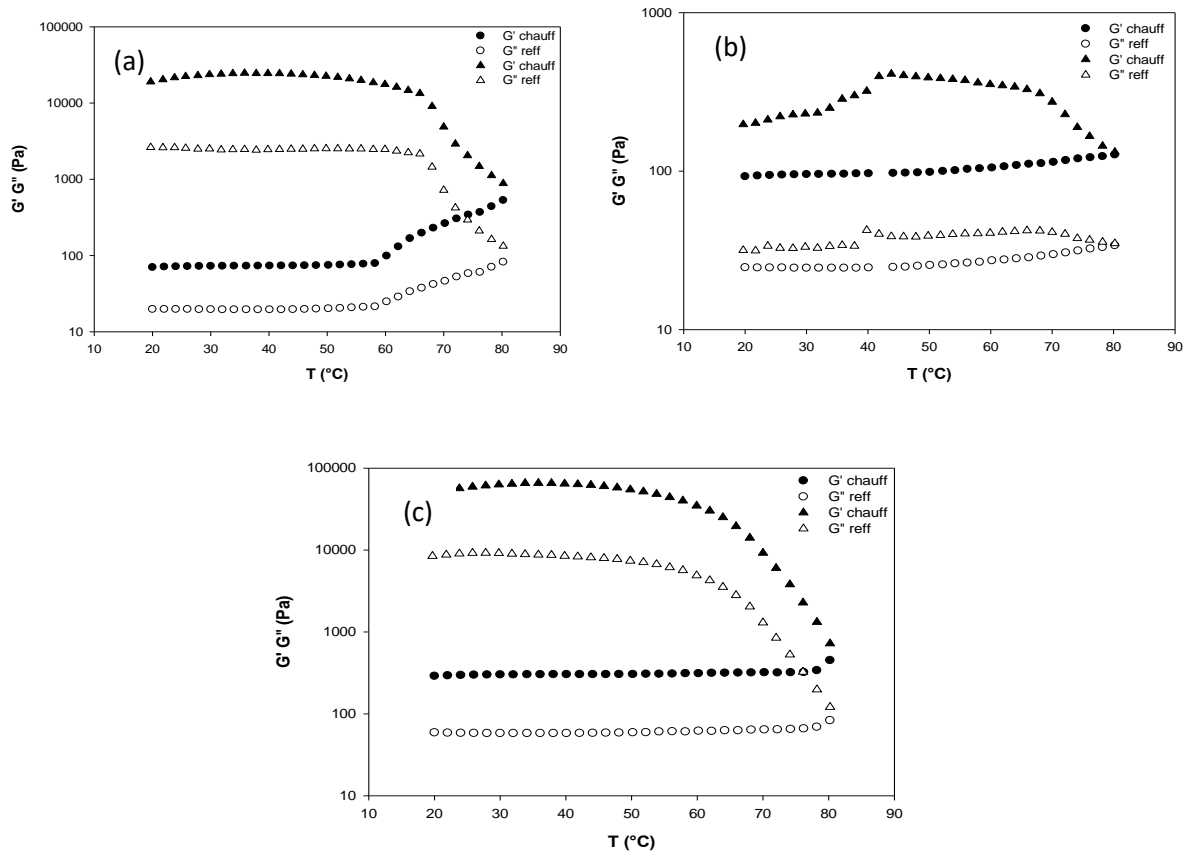 (a)
G' chauff
G" reff
G' chauff
G" reff
100000
10000
1000
100
10
G' G" (Pa)
10 20 30 40 50 60 70 80 90
T (°C)
(b)
G' chauff
G" reff
G' chauff
G" reff
1000
100
10
G' G" (Pa)
10 20 30 40 50 60 70 80 90
T (°C)
(c)
G' chauff
G" reff
G' chauff
G" reff
100000
10000
1000
100
10
G' G" (Pa)
10 20 30 40 50 60 70 80 90
T (°C)